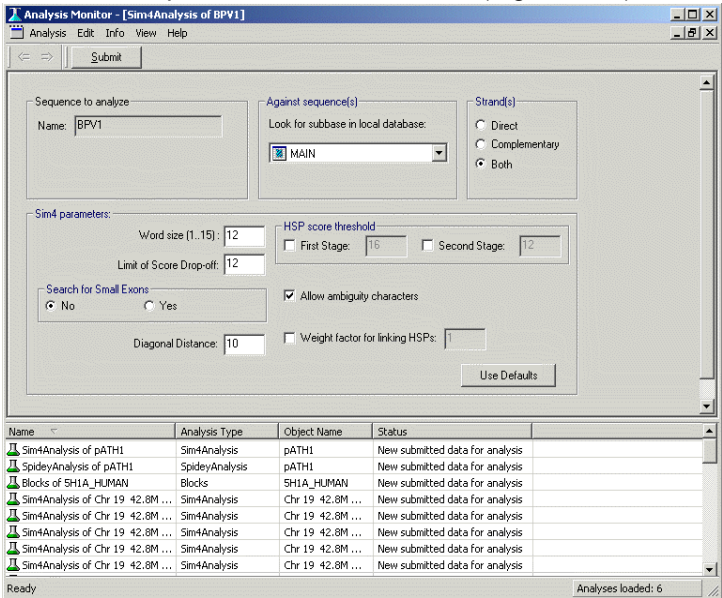 Analysis Monitor - [Sim4Analysis of BPV1]
Analysis Edit Info View Help
Submit
Sequence to analyze
Name: BPV1
Against sequence(s)
Look for subbase in local database:
MAIN
Strand(s)
Direct
Complementary
Both
Sim4 parameters:
Word size (1..15) : 12
Limit of Score Drop-off: 12
HSP score threshold
First Stage: 16 Second Stage: 12
Search for Small Exons
No Yes
Allow ambiguity characters
Diagonal Distance: 10
Weight factor for linking HSPs: 1
Use Defaults
Name Analysis Type Object Name Status
Sim4Analysis of pATH1 Sim4Analysis pATH1 New submitted data for analysis
SpideyAnalysis of pATH1 SpideyAnalysis pATH1 New submitted data for analysis
Blocks of 5H1A_HUMAN Blocks 5H1A_HUMAN New submitted data for analysis
Sim4Analysis of Chr 19 42.8M ... Sim4Analysis Chr 19 42.8M ... New submitted data for analysis
Sim4Analysis of Chr 19 42.8M ... Sim4Analysis Chr 19 42.8M ... New submitted data for analysis
Sim4Analysis of Chr 19 42.8M ... Sim4Analysis Chr 19 42.8M ... New submitted data for analysis
Sim4Analysis of Chr 19 42.8M ... Sim4Analysis Chr 19 42.8M ... New submitted data for analysis
Sim4Analysis of Chr 19 42.8M ... Sim4Analysis Chr 19 42.8M ... New submitted data for analysis
Ready Analyses loaded: 6